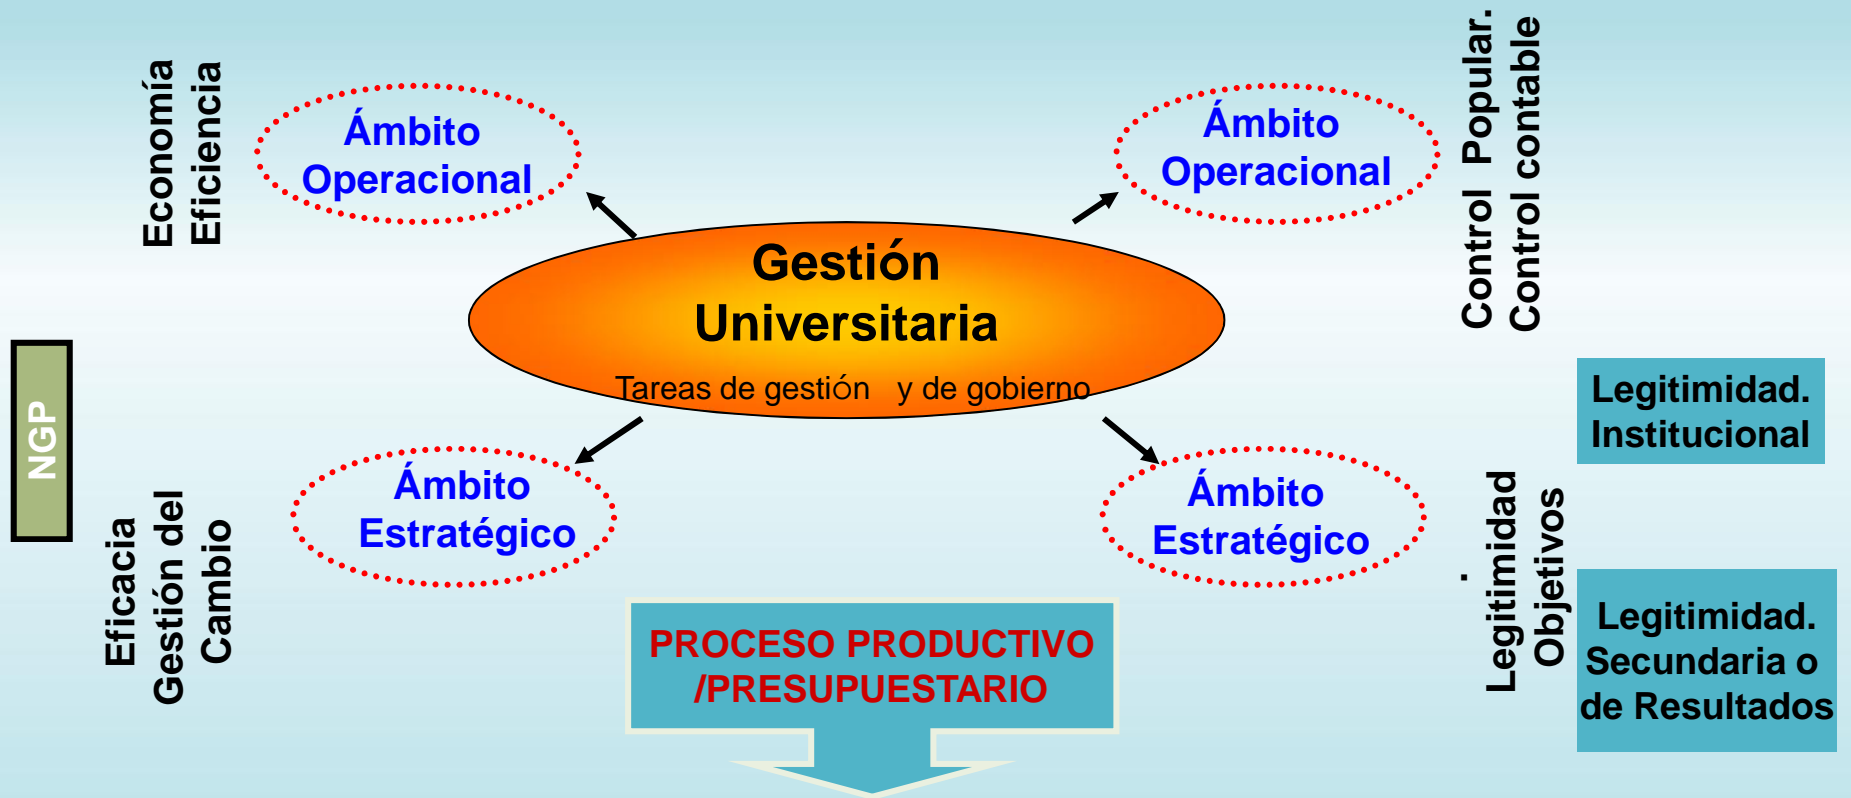 Economía
Eficiencia
Ámbito
Operacional
Ámbito
Operacional
Control Popular.
Control contable
Gestión
Universitaria
Tareas de gestión y de gobierno
NGP
Legitimidad.
Institucional
Eficacia
Gestión del
Cambio
Ámbito
Estratégico
Ámbito
Estratégico
.
Legitimidad
Objetivos
PROCESO PRODUCTIVO
/PRESUPUESTARIO
Legitimidad.
Secundaria o
de Resultados